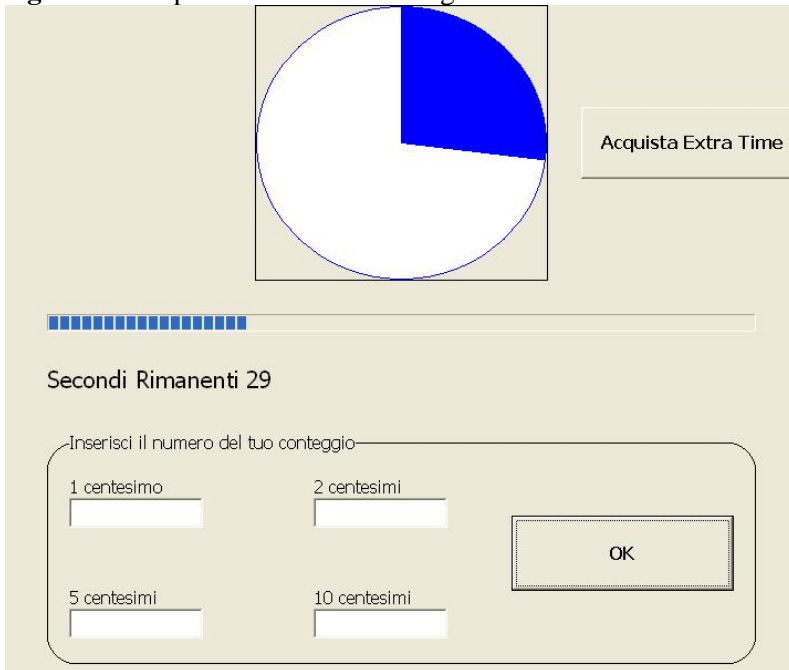 Acquista Extra Time
Secondi Rimanenti 29
Inserisci il numero del tuo conteggio
1 centesimo
2 centesimi
5 centesimi
10 centesimi
OK